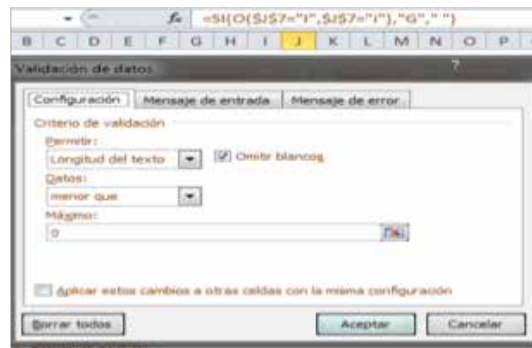 fx =SI(O($J$7="I",$J$7="i"),"G"," ")
B C D E F G H I J K L M N O P
Validación de datos ?
Configuración Mensaje de entrada Mensaje de error
Criterio de validación
Permitir:
Longitud del texto Omitir blancos
Datos:
menor que
Máximo:
0
Aplicar estos cambios a otras celdas con la misma configuración
Borrar todos Aceptar Cancelar